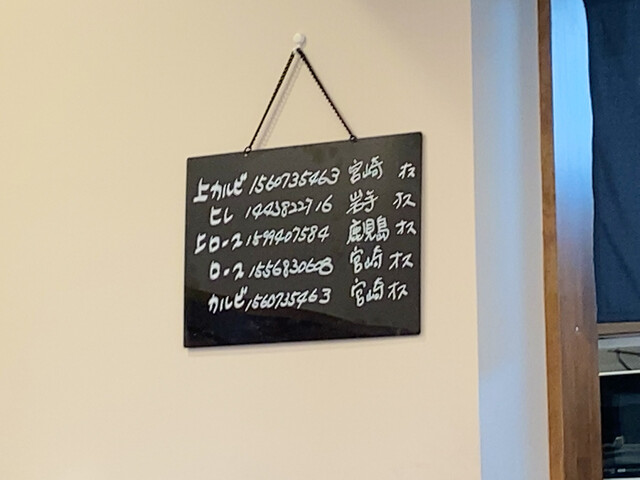 上カルビ 1560735463 宮崎 オス
ヒレ 1443822716 岩手 オス
上ロース 1599407584 鹿児島 オス
ロース 1556830608 宮崎 オス
カルビ 1560735463 宮崎 オス